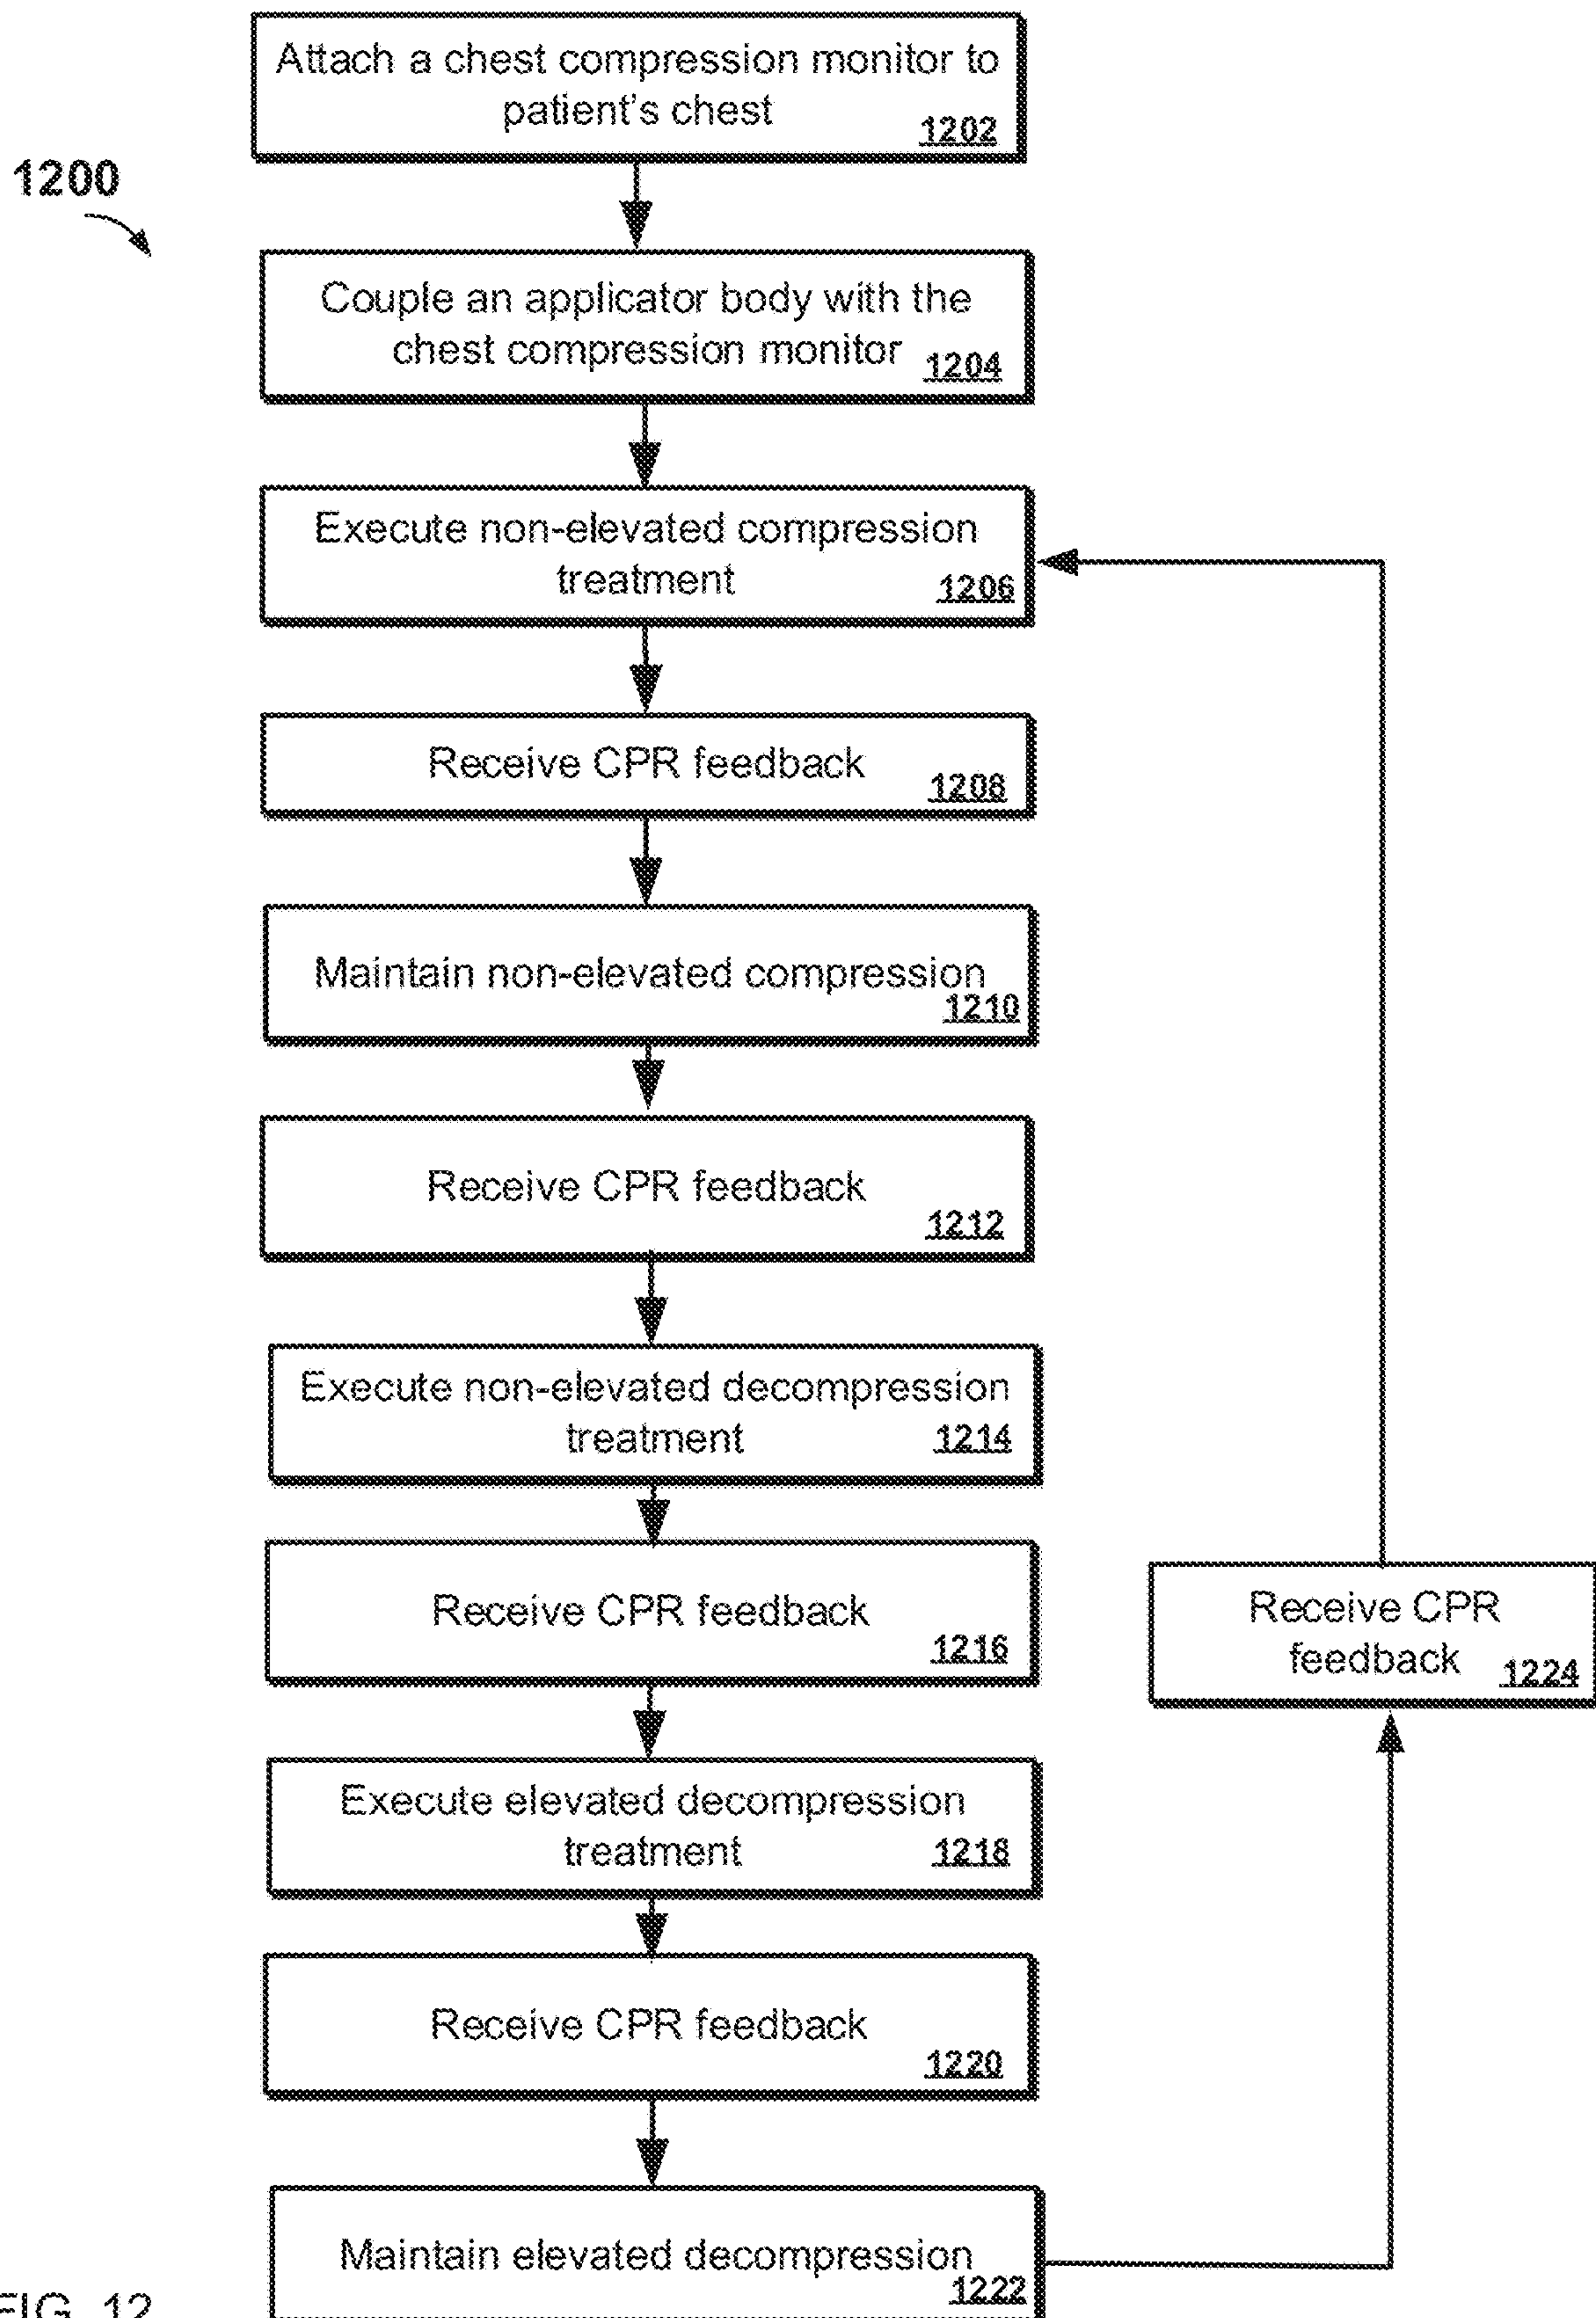 Attach a chest compression monitor to
patient's chest
1202
1200
Couple an applicator body with the
chest compression monitor
1204
Execute non-elevated compression
treatment
1206
Receive CPR feedback
1208
Maintain non-elevated compression
1210
Receive CPR feedback
1212
Execute non-elevated decompression
treatment
1214
Receive CPR feedback
1216
Receive CPR
feedback
1224
Execute elevated decompression
treatment
1218
Receive CPR feedback
1220
Maintain elevated decompression
1222
FIG. 12